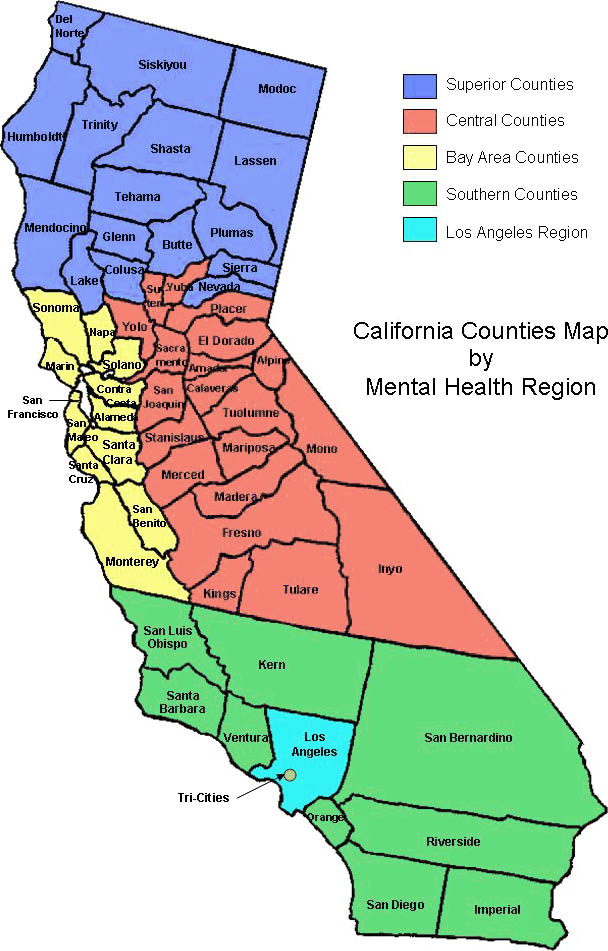 Del
Norte
Siskiyou
Modoc
Humboldt
Trinity
Shasta
Lassen
Tehama
Mendocino
Glenn
Butte
Plumas
Lake
Colusa
Sierra
Su
tter
Yuba
Nevada
Sonoma
Napa
Yolo
Placer
El Dorado
Sacra
mento
Marin
Solano
Amador
Alpine
San
Francisco
Contra
Costa
San
Joaquin
Calaveras
Alameda
Tuolumne
San
Mateo
Santa
Clara
Stanislaus
Mariposa
Mono
Santa
Cruz
Merced
Madera
San
Benito
Fresno
Monterey
Inyo
Kings
Tulare
San Luis
Obispo
Kern
Santa
Barbara
Ventura
Los
Angeles
San Bernardino
Tri-Cities
Orange
Riverside
San Diego
Imperial
Superior Counties
Central Counties
Bay Area Counties
Southern Counties
Los Angeles Region
California Counties Map
by
Mental Health Region